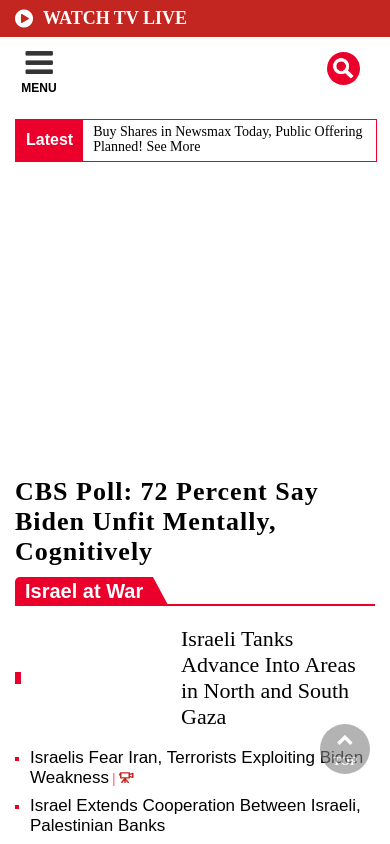 WATCH TV LIVE
MENU
Latest
Buy Shares in Newsmax Today, Public Offering
Planned! See More
CBS Poll: 72 Percent Say
Biden Unfit Mentally,
Cognitively
Israel at War
Israeli Tanks
Advance Into Areas
in North and South
Gaza
Israelis Fear Iran, Terrorists Exploiting Biden
Weakness |
Israel Extends Cooperation Between Israeli,
Palestinian Banks
TOP